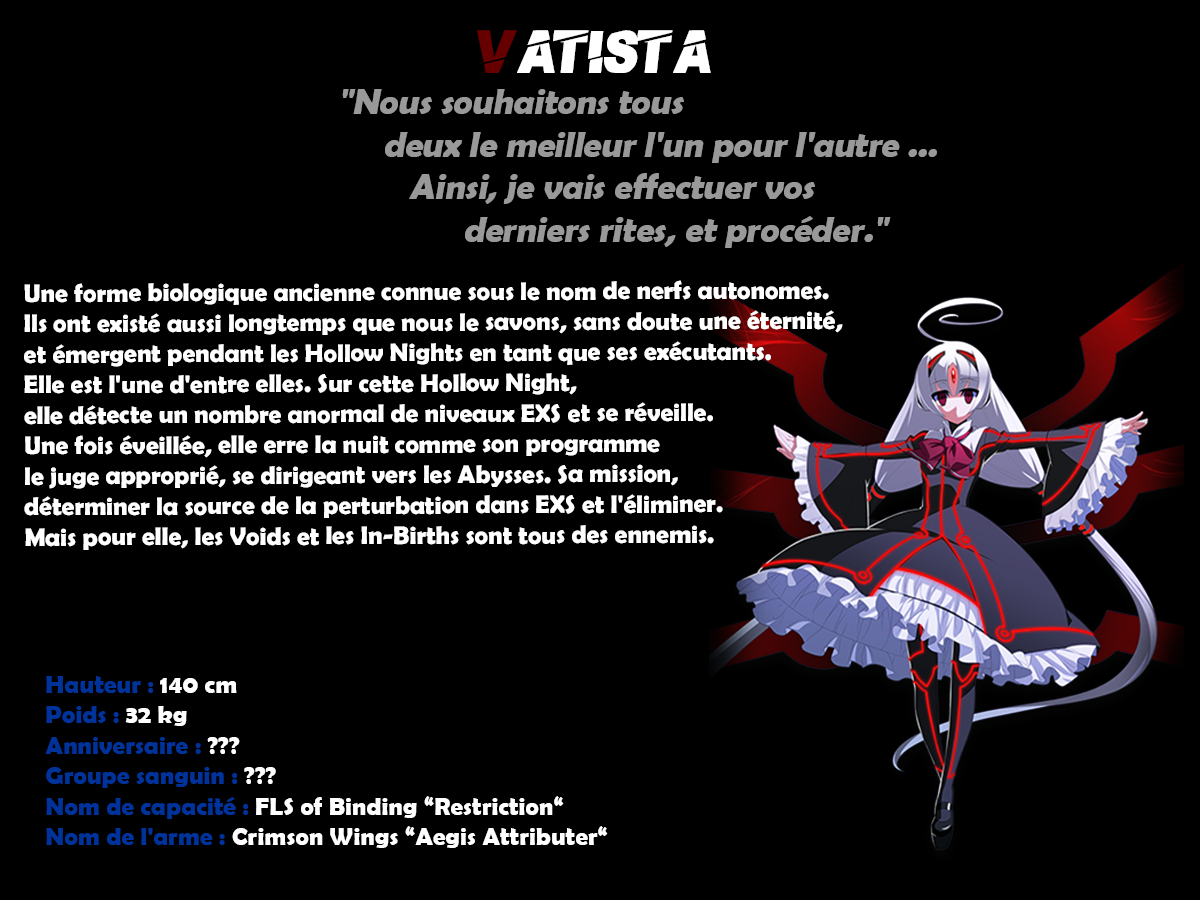 VATISTA
"Nous souhaitons tous
deux le meilleur l'un pour l'autre ...
Ainsi, je vais effectuer vos
derniers rites, et procéder."
Une forme biologique ancienne connue sous le nom de nerfs autonomes.
Ils ont existé aussi longtemps que nous le savons, sans doute une éternité,
et émergent pendant les Hollow Nights en tant que ses exécutants.
Elle est l'une d'entre elles. Sur cette Hollow Night,
elle détecte un nombre anormal de niveaux EXS et se réveille.
Une fois éveillée, elle erre la nuit comme son programme
le juge approprié, se dirigeant vers les Abysses. Sa mission,
déterminer la source de la perturbation dans EXS et l'éliminer.
Mais pour elle, les Voids et les In-Births sont tous des ennemis.
Hauteur : 140 cm
Poids : 32 kg
Anniversaire : ???
Groupe sanguin : ???
Nom de capacité : FLS of Binding “Restriction“
Nom de l'arme : Crimson Wings “Aegis Attributer“